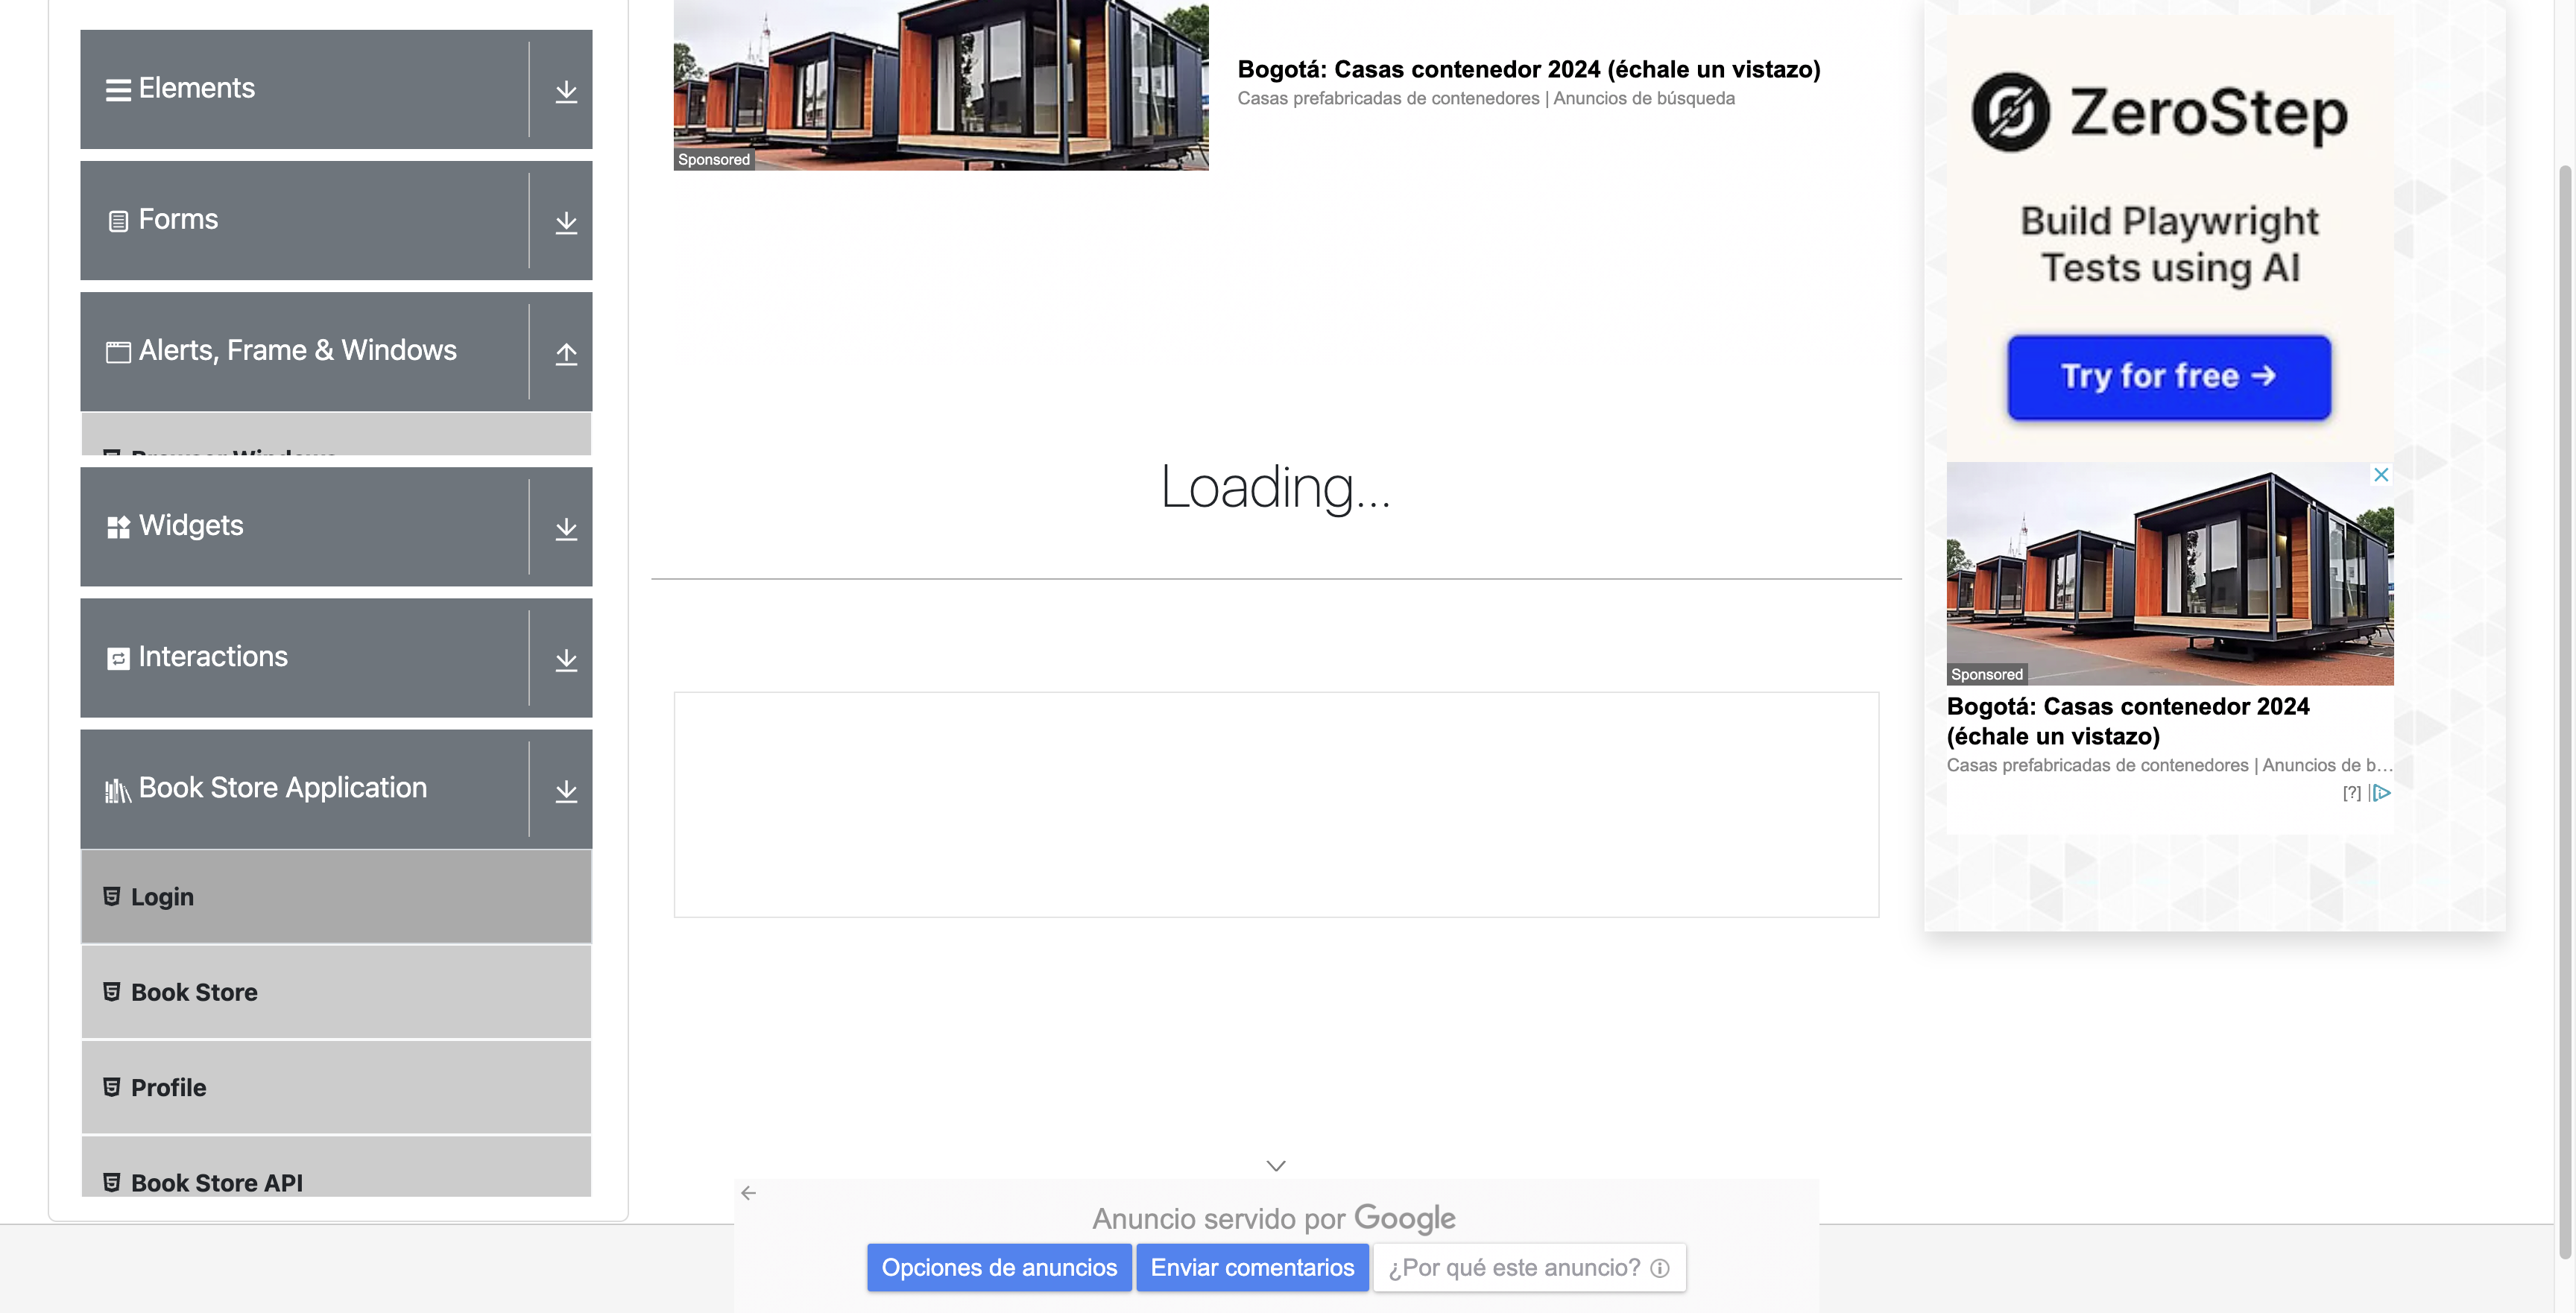 Elements
Forms
Alerts, Frame & Windows
Browser Windows
Widgets
Interactions
Book Store Application
Login
Book Store
Profile
Book Store API
Sponsored
Bogotá: Casas contenedor 2024 (échale un vistazo)
Casas prefabricadas de contenedores | Anuncios de búsqueda
Loading...
Anuncio servido por Google
Opciones de anuncios
Enviar comentarios
¿Por qué este anuncio?
ZeroStep
Build Playwright
Tests using AI
Try for free →
Sponsored
Bogotá: Casas contenedor 2024
(échale un vistazo)
Casas prefabricadas de contenedores | Anuncios de b...
[?]